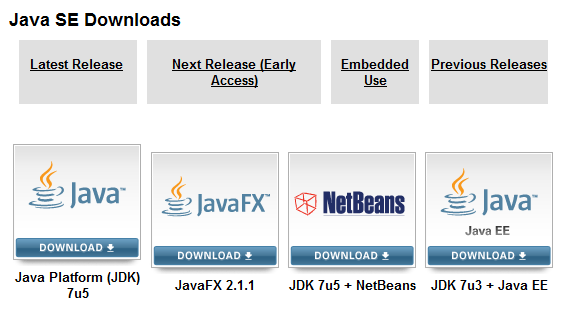 Java SE Downloads
Latest Release
Next Release (Early
Access)
Embedded
Use
Previous Releases
Java™
DOWNLOAD
Java Platform (JDK)
7u5
JavaFX™
DOWNLOAD
JavaFX 2.1.1
NetBeans
DOWNLOAD
JDK 7u5 + NetBeans
Java™
Java EE
DOWNLOAD
JDK 7u3 + Java EE